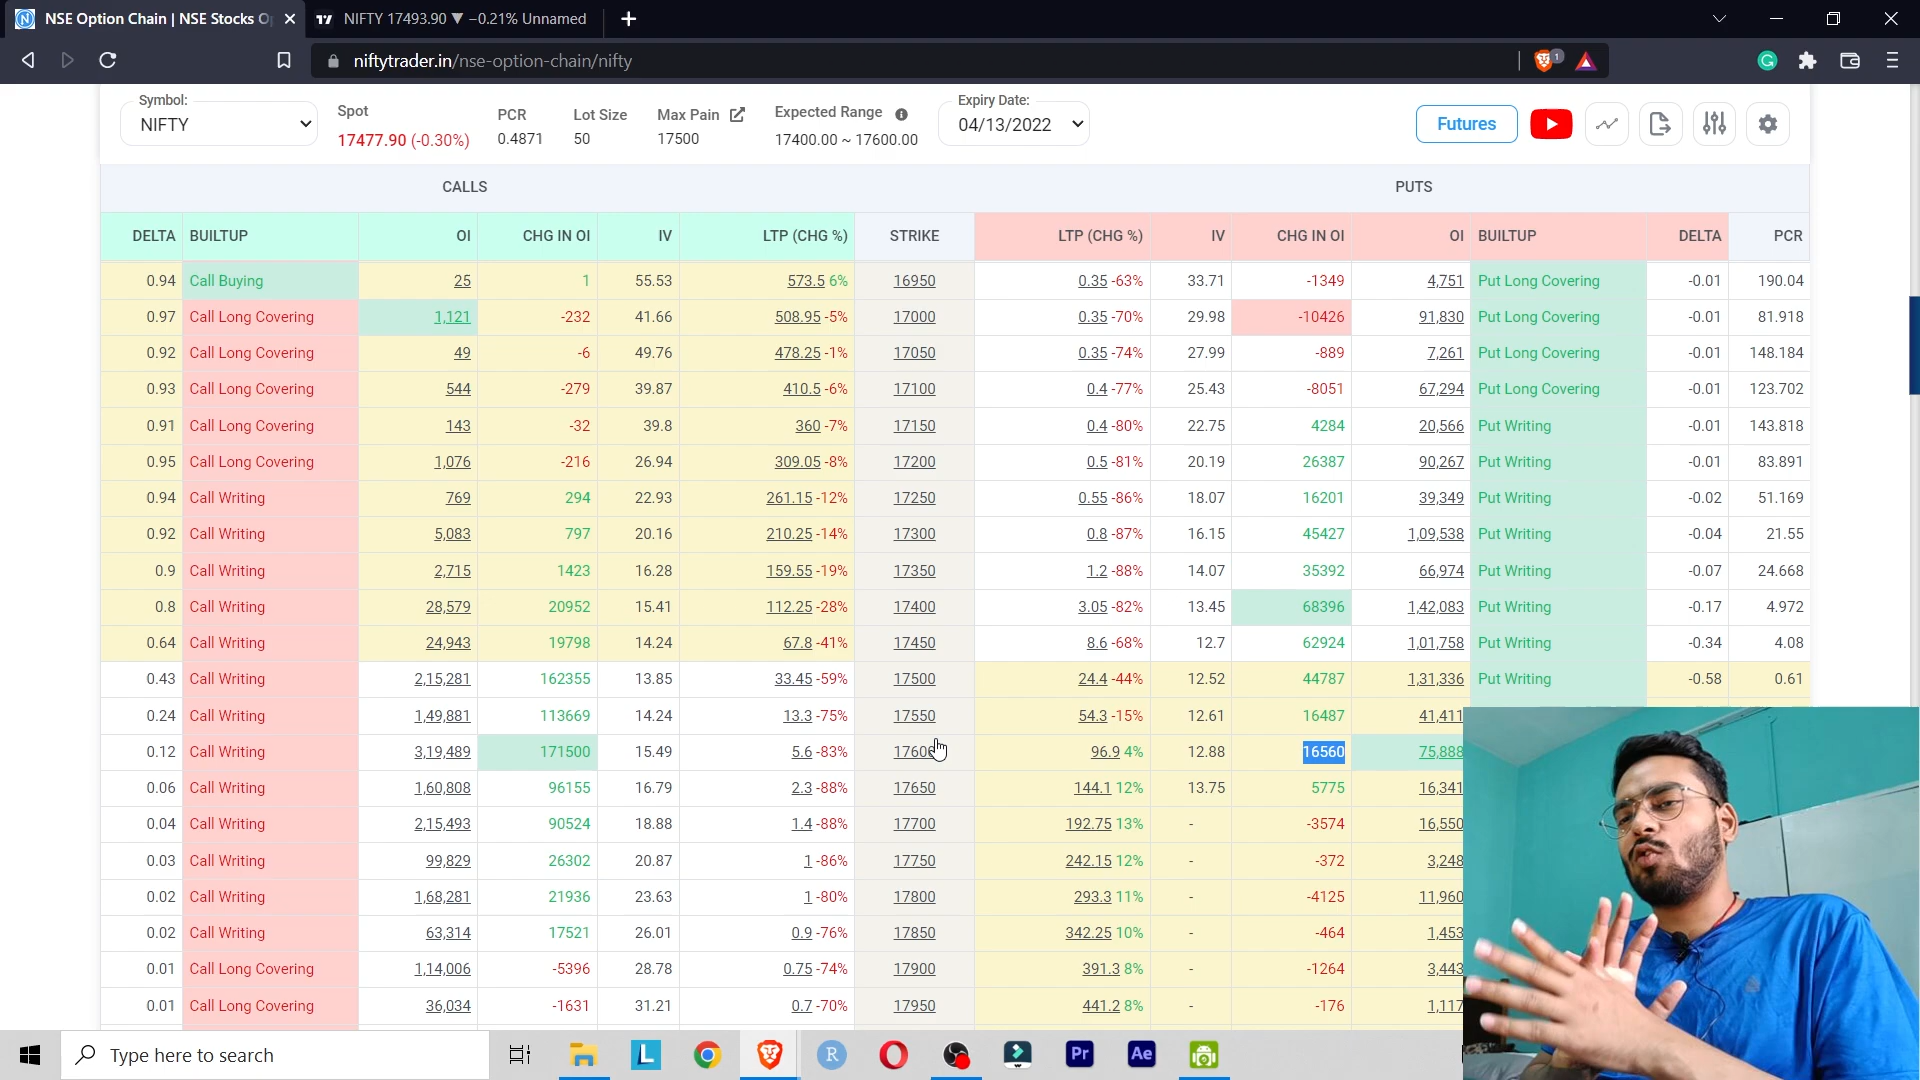 NSE Option Chain | NSE Stocks O
NIFTY 17493.90 ▼ −0.21% Unnamed
niftytrader.in/nse-option-chain/nifty
Symbol:
NIFTY
Spot
17477.90 (-0.30%)
PCR
0.4871
Lot Size
50
Max Pain
17500
Expected Range
17400.00 ~ 17600.00
Expiry Date:
04/13/2022
Futures
CALLS PUTS
DELTA BUILTUP OI CHG IN OI IV LTP (CHG %) STRIKE LTP (CHG %) IV CHG IN OI OI BUILTUP DELTA PCR
0.94 Call Buying 25 1 55.53 573.5 6% 16950 0.35 -63% 33.71 -1349 4,751 Put Long Covering -0.01 190.04
0.97 Call Long Covering 1,121 -232 41.66 508.95 -5% 17000 0.35 -70% 29.98 -10426 91,830 Put Long Covering -0.01 81.918
0.92 Call Long Covering 49 -6 49.76 478.25 -1% 17050 0.35 -74% 27.99 -889 7,261 Put Long Covering -0.01 148.184
0.93 Call Long Covering 544 -279 39.87 410.5 -6% 17100 0.4 -77% 25.43 -8051 67,294 Put Long Covering -0.01 123.702
0.91 Call Long Covering 143 -32 39.8 360 -7% 17150 0.4 -80% 22.75 4284 20,566 Put Writing -0.01 143.818
0.95 Call Long Covering 1,076 -216 26.94 309.05 -8% 17200 0.5 -81% 20.19 26387 90,267 Put Writing -0.01 83.891
0.94 Call Writing 769 294 22.93 261.15 -12% 17250 0.55 -86% 18.07 16201 39,349 Put Writing -0.02 51.169
0.92 Call Writing 5,083 797 20.16 210.25 -14% 17300 0.8 -87% 16.15 45427 1,09,538 Put Writing -0.04 21.55
0.9 Call Writing 2,715 1423 16.28 159.55 -19% 17350 1.2 -88% 14.07 35392 66,974 Put Writing -0.07 24.668
0.8 Call Writing 28,579 20952 15.41 112.25 -28% 17400 3.05 -82% 13.45 68396 1,42,083 Put Writing -0.17 4.972
0.64 Call Writing 24,943 19798 14.24 67.8 -41% 17450 8.6 -68% 12.7 62924 1,01,758 Put Writing -0.34 4.08
0.43 Call Writing 2,15,281 162355 13.85 33.45 -59% 17500 24.4 -44% 12.52 44787 1,31,336 Put Writing -0.58 0.61
0.24 Call Writing 1,49,881 113669 14.24 13.3 -75% 17550 54.3 -15% 12.61 16487 41,411
0.12 Call Writing 3,19,489 171500 15.49 5.6 -83% 17600 96.9 4% 12.88 16560 75,888
0.06 Call Writing 1,60,808 96155 16.79 2.3 -88% 17650 144.1 12% 13.75 5775 16,341
0.04 Call Writing 2,15,493 90524 18.88 1.4 -88% 17700 192.75 13% - -3574 16,550
0.03 Call Writing 99,829 26302 20.87 1 -86% 17750 242.15 12% - -372 3,248
0.02 Call Writing 1,68,281 21936 23.63 1 -80% 17800 293.3 11% - -4125 11,960
0.02 Call Writing 63,314 17521 26.01 0.9 -76% 17850 342.25 10% - -464 1,453
0.01 Call Long Covering 1,14,006 -5396 28.78 0.75 -74% 17900 391.3 8% - -1264 3,443
0.01 Call Long Covering 36,034 -1631 31.21 0.7 -70% 17950 441.2 8% - -176 1,117
Type here to search
L
R
Pr
Ae